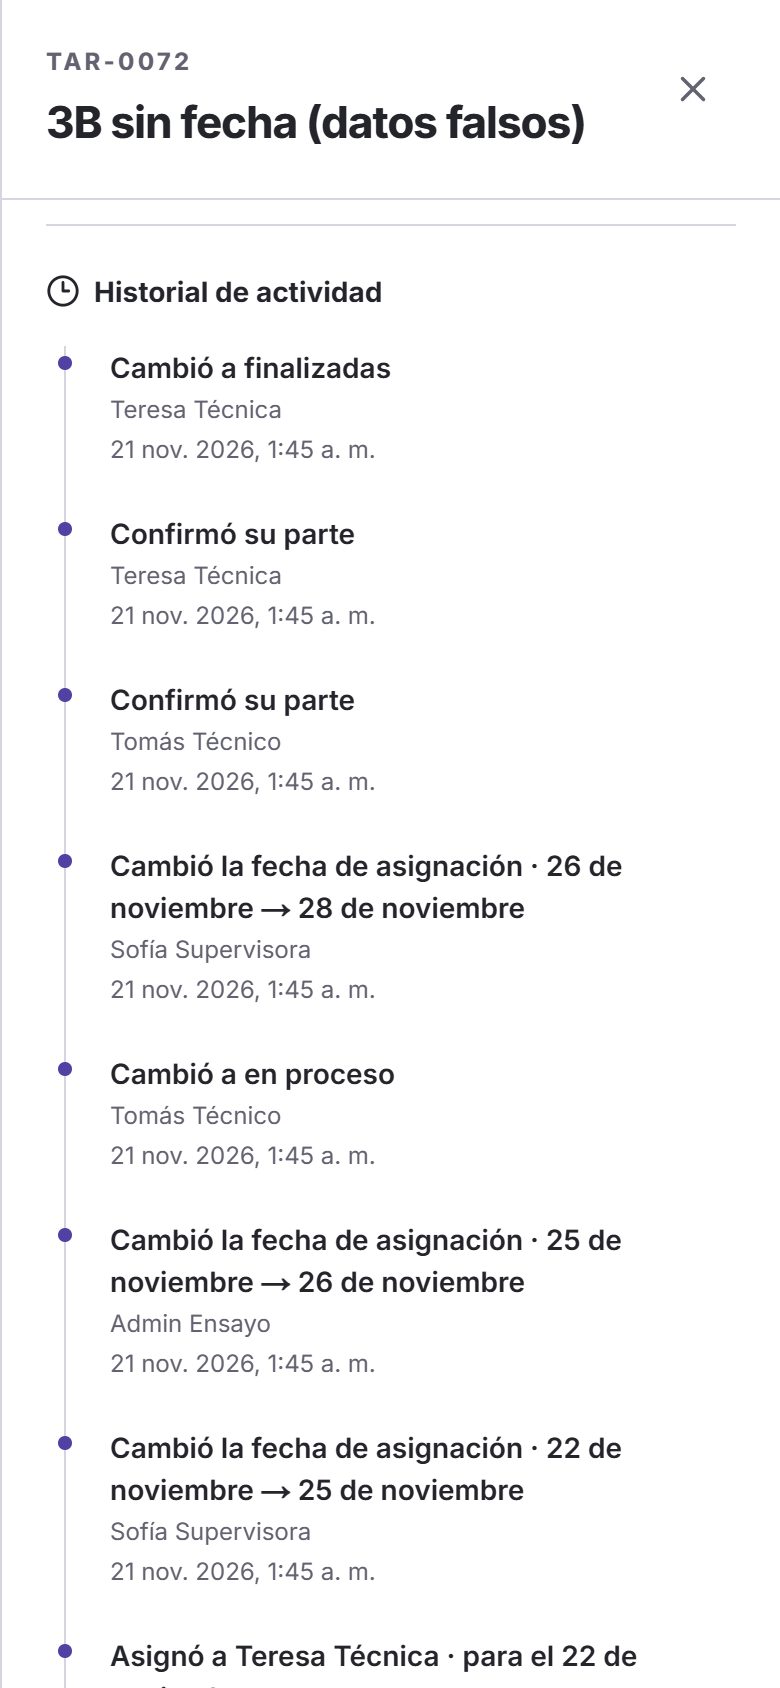 TAR-0072
3B sin fecha (datos falsos)
Historial de actividad
Cambió a finalizadas
Teresa Técnica
21 nov. 2026, 1:45 a. m.
Confirmó su parte
Teresa Técnica
21 nov. 2026, 1:45 a. m.
Confirmó su parte
Tomás Técnico
21 nov. 2026, 1:45 a. m.
Cambió la fecha de asignación · 26 de
noviembre → 28 de noviembre
Sofía Supervisora
21 nov. 2026, 1:45 a. m.
Cambió a en proceso
Tomás Técnico
21 nov. 2026, 1:45 a. m.
Cambió la fecha de asignación · 25 de
noviembre → 26 de noviembre
Admin Ensayo
21 nov. 2026, 1:45 a. m.
Cambió la fecha de asignación · 22 de
noviembre → 25 de noviembre
Sofía Supervisora
21 nov. 2026, 1:45 a. m.
Asignó a Teresa Técnica · para el 22 de